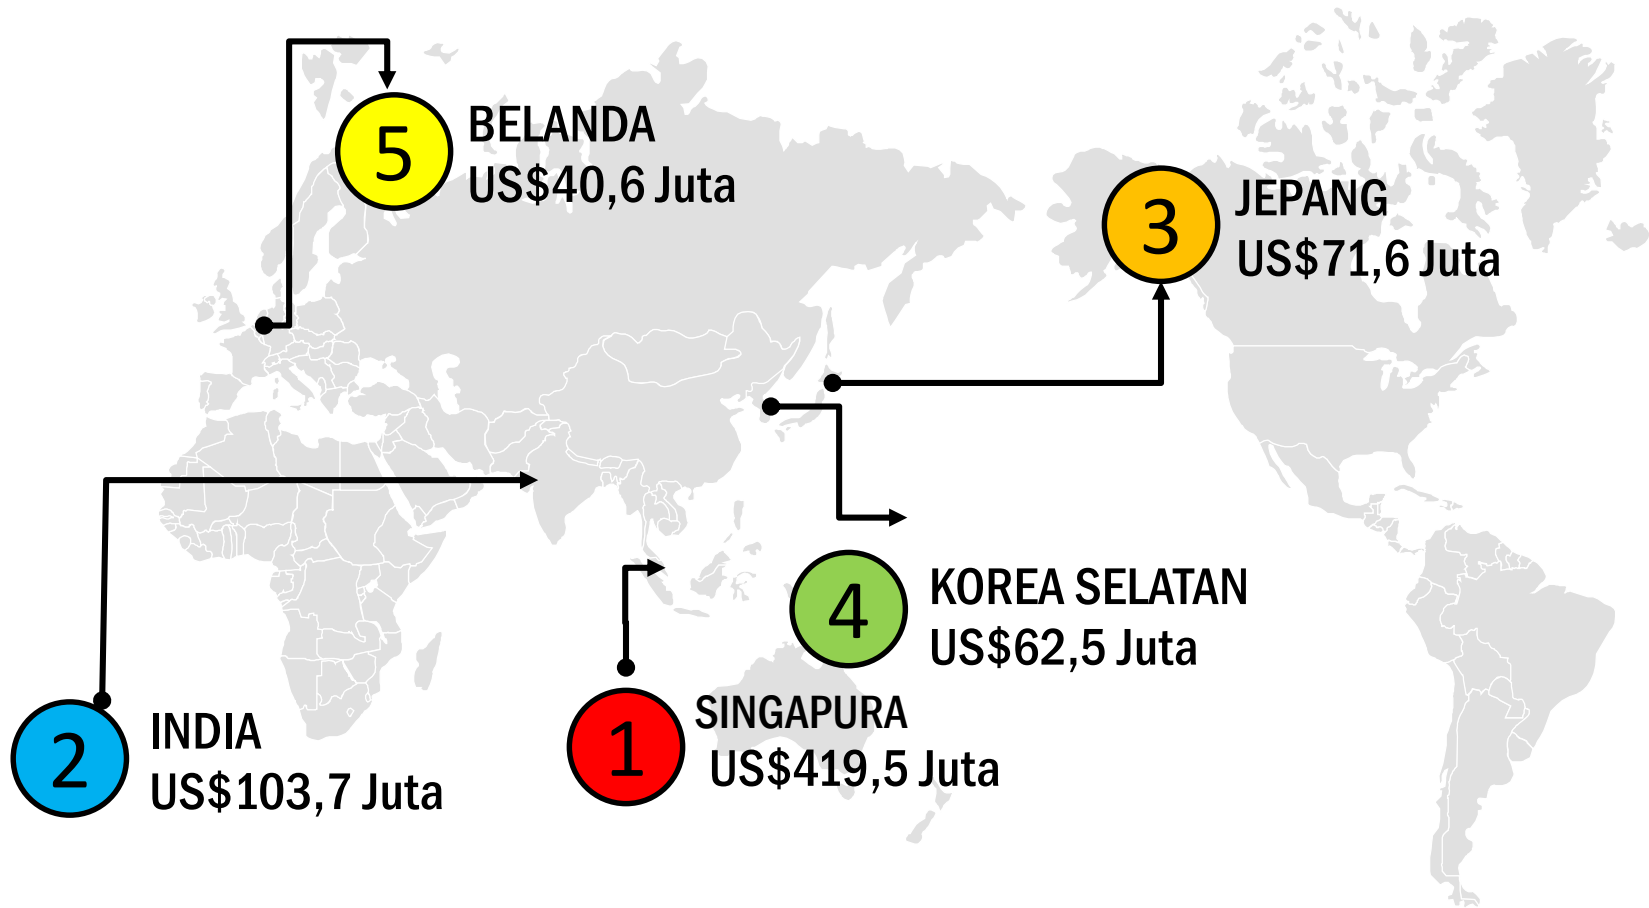 5
BELANDA
US$40,6 Juta
3
JEPANG
US$71,6 Juta
4
KOREA SELATAN
US$62,5 Juta
1
SINGAPURA
US$419,5 Juta
2
INDIA
US$103,7 Juta